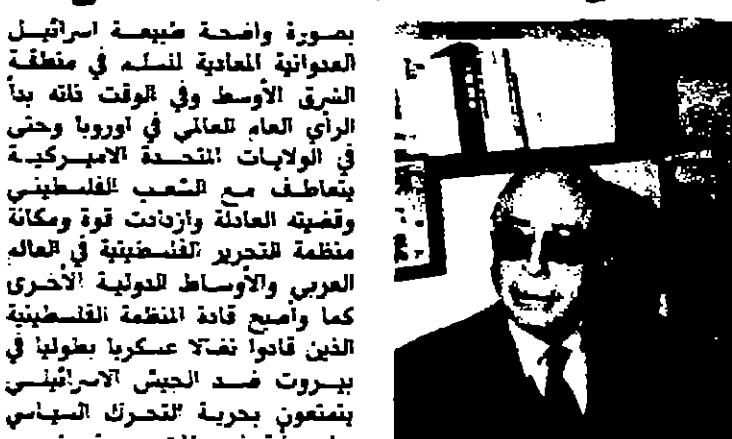 بصورة واضحة طبيعة اسرائيل
العدوانية المعادية للسلم في منطقة
الشرق الأوسط وفي الوقت ذاته بدأ
الرأي العام العالمي في اوروبا وحتى
في الولايات المتحدة الاميركية
يتعاطف مع الشعب الفلسطيني
وقضيته العادلة وازدادت قوة ومكانة
منظمة التحرير الفلسطينية في العالم
العربي والأوساط الدولية الأخرى
كما وأصبح قادة المنظمة الفلسطينية
الذين قادوا نضالا عسكريا بطوليا في
بيروت ضد الجيش الاسرائيلي
يتمتعون بحرية التحرك السياسي